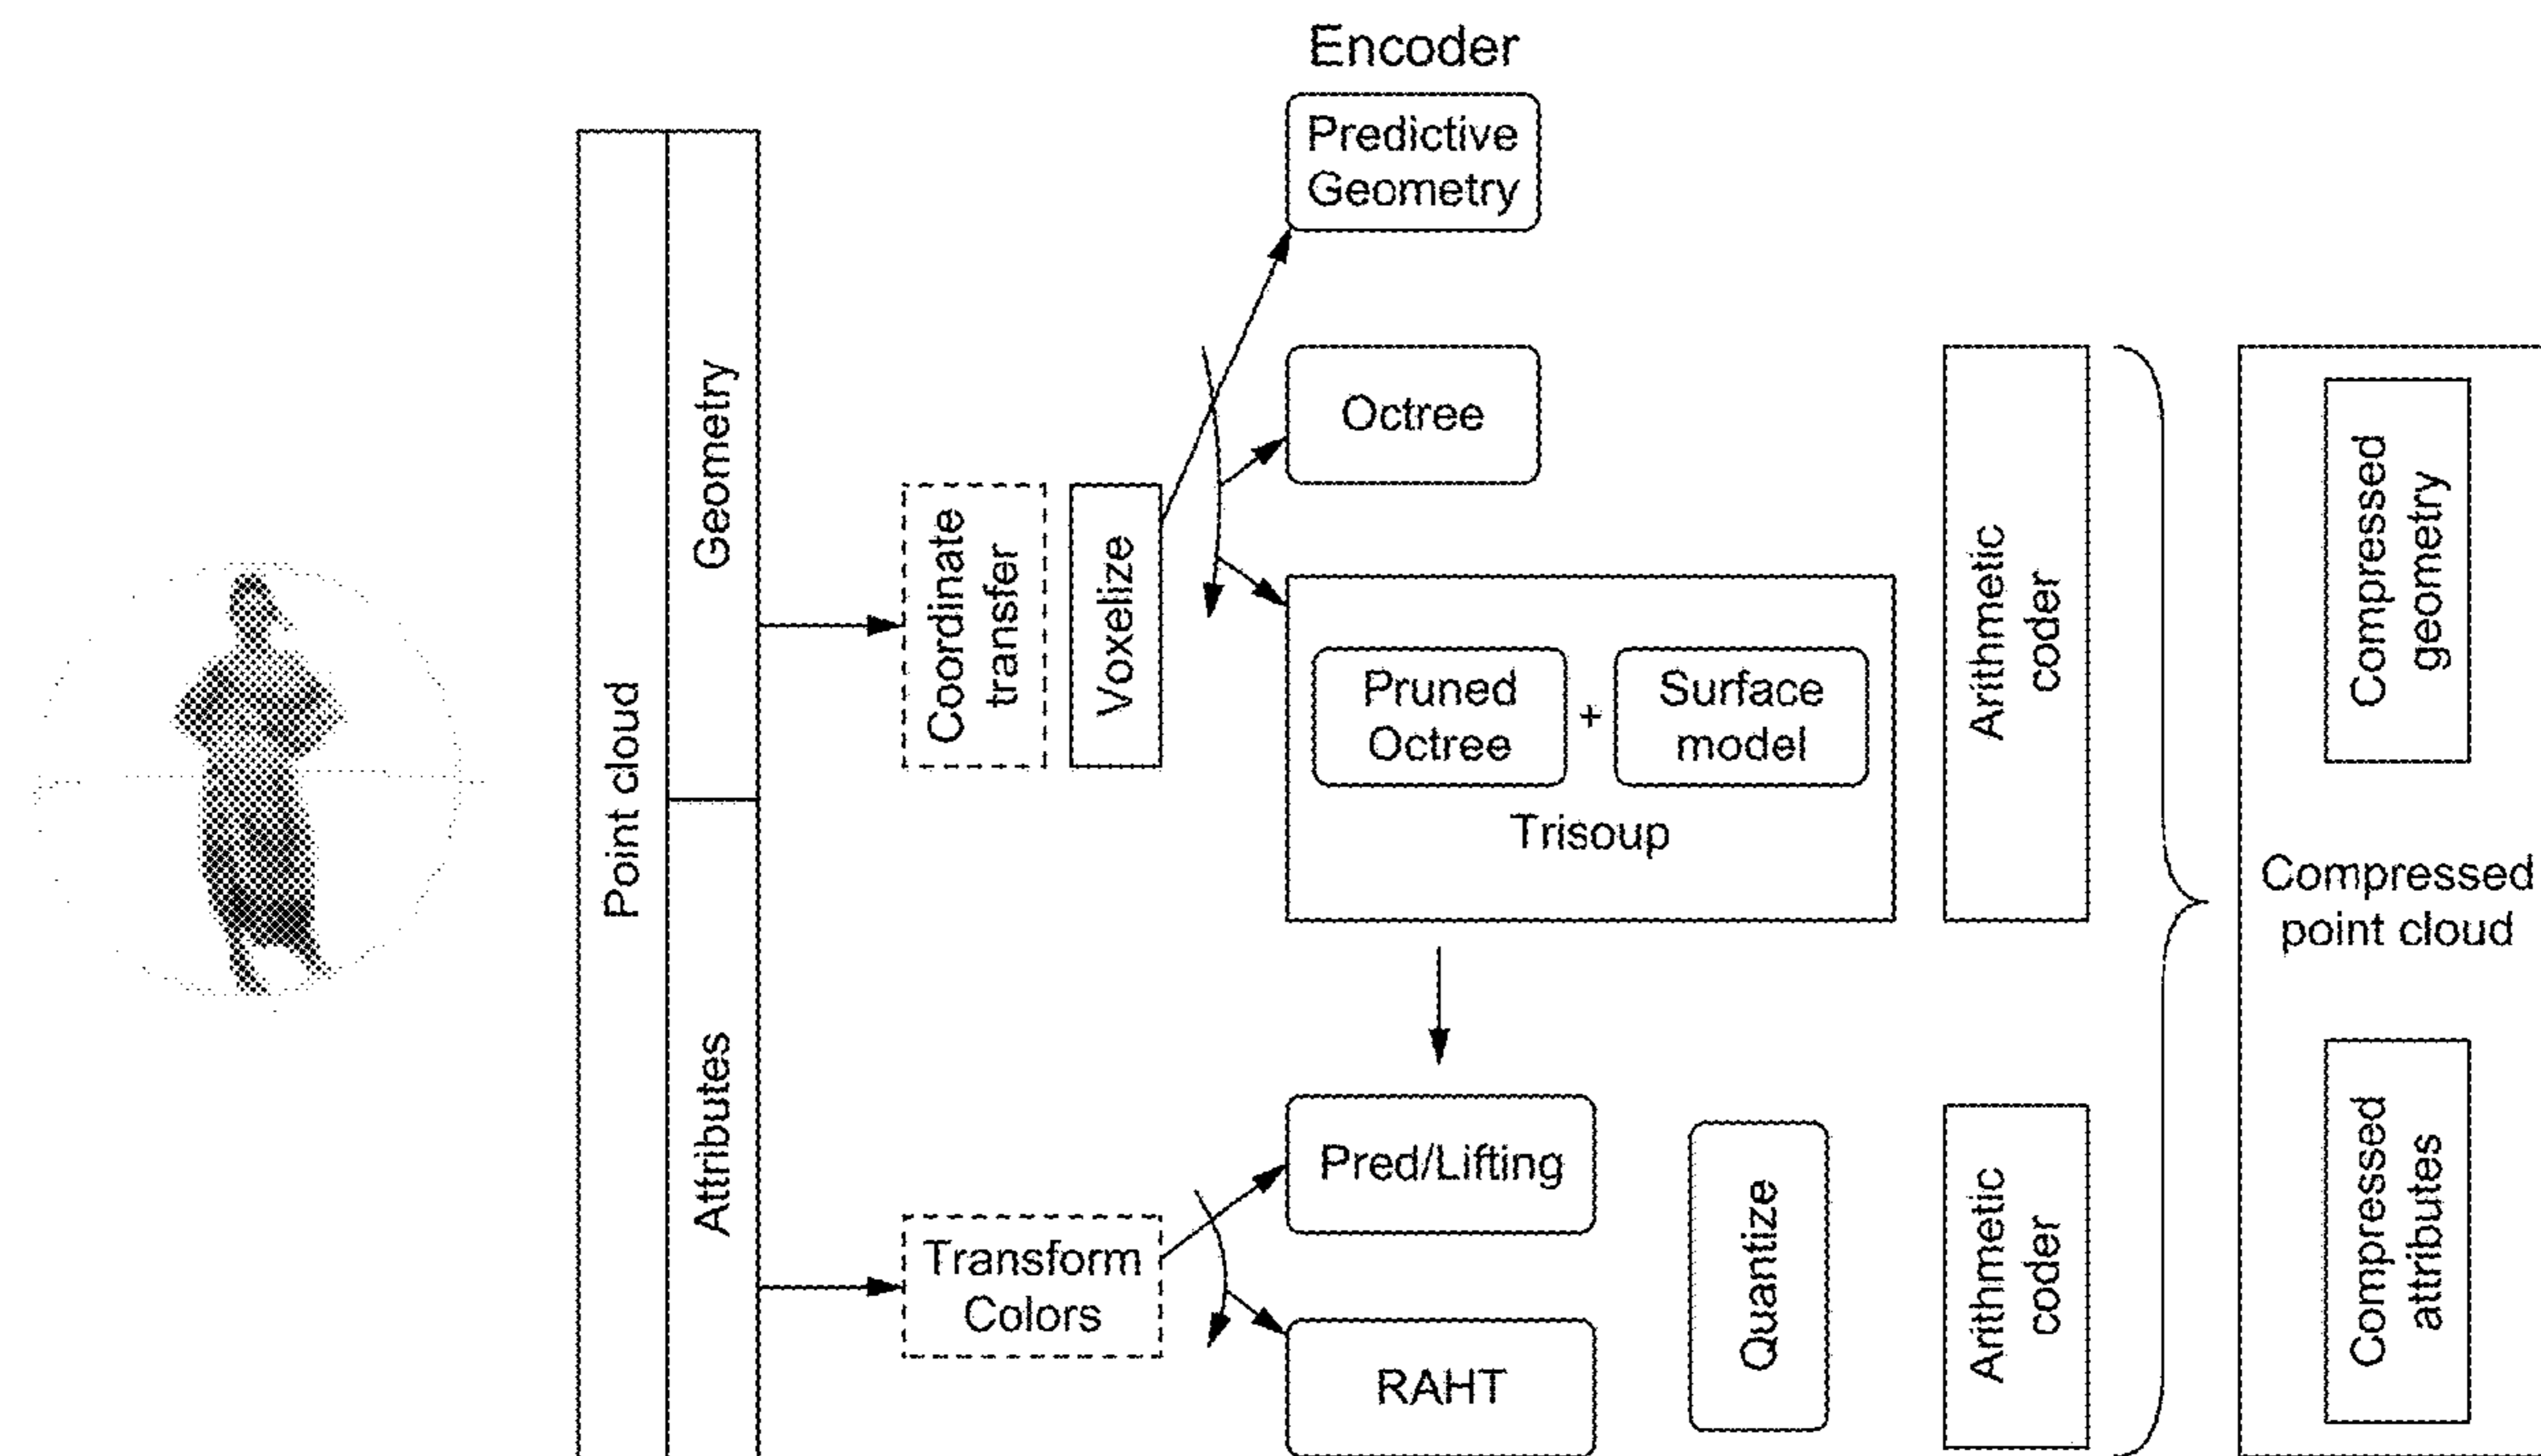 Encoder
Predictive
Geometry
Point cloud
Geometry
Attributes
Coordinate
transfer
Voxelize
Octree
Pruned
Octree
+
Surface
model
Trisoup
Arithmetic
coder
Compressed
geometry
Compressed
point cloud
Transform
Colors
Pred/Lifting
RAHT
Quantize
Arithmetic
coder
Compressed
attributes